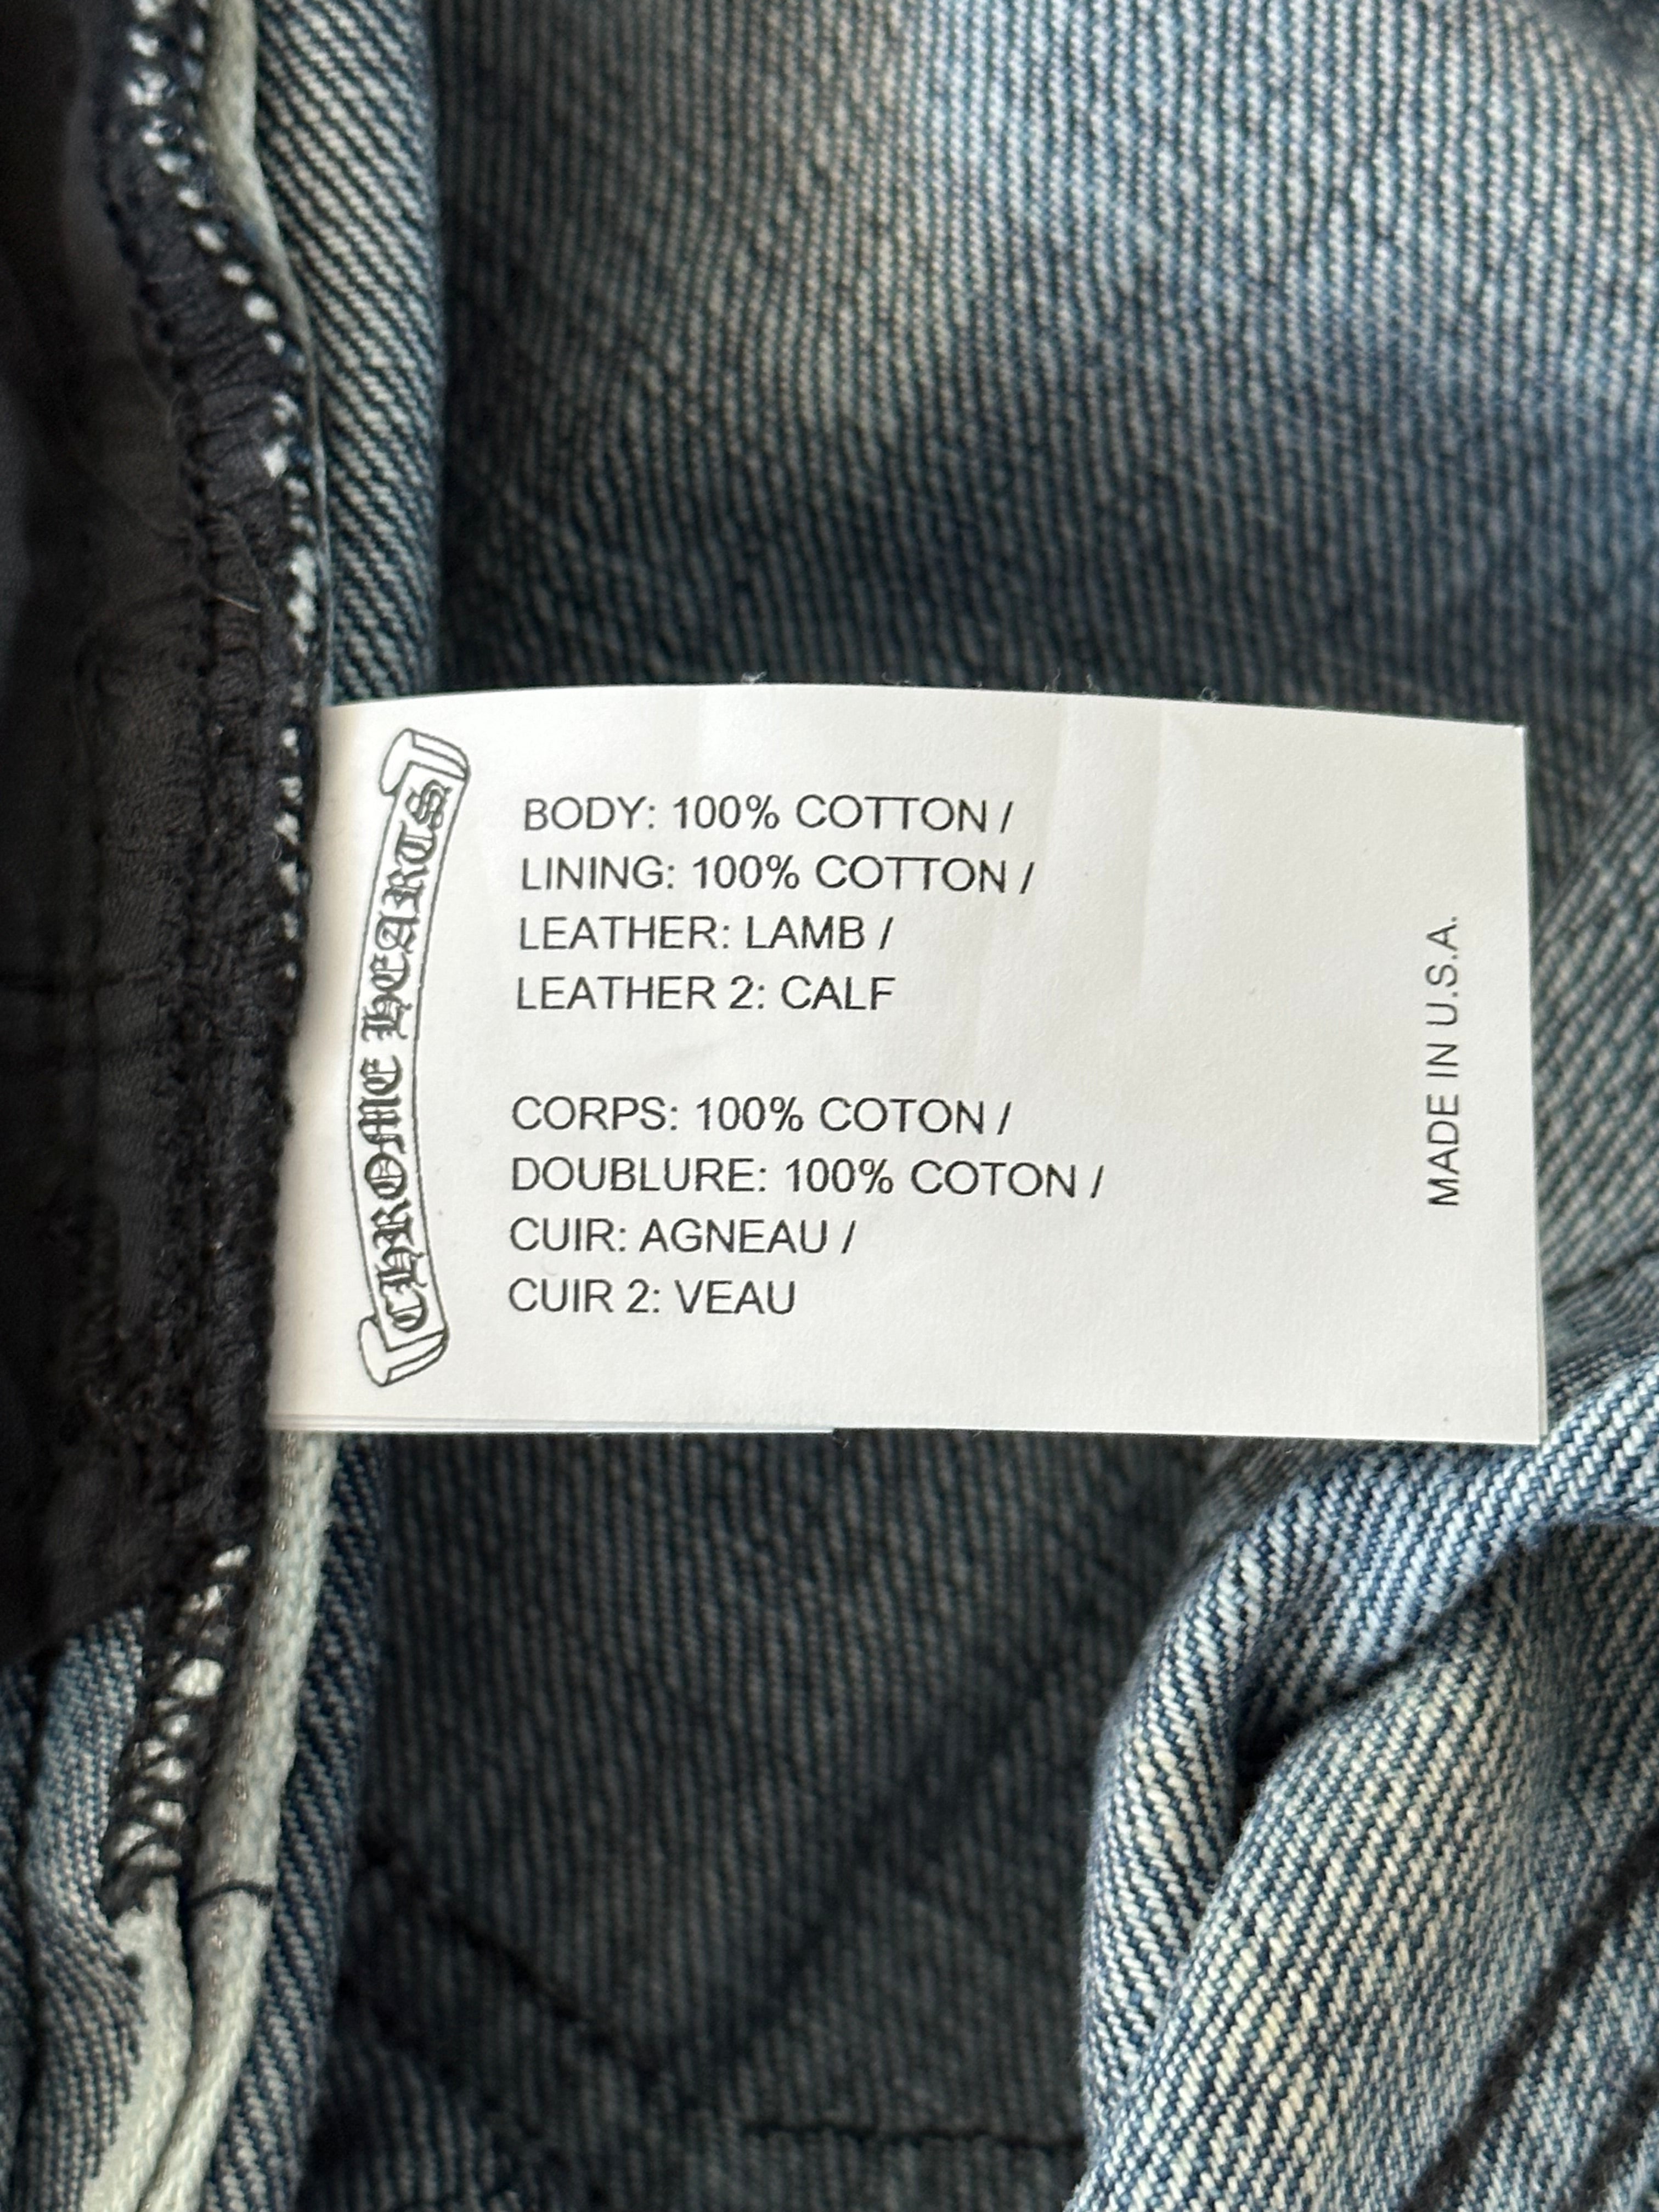 CHROME HEARTS
BODY: 100% COTTON /
LINING: 100% COTTON /
LEATHER: LAMB /
LEATHER 2: CALF
CORPS: 100% COTON /
DOUBLURE: 100% COTON /
CUIR: AGNEAU /
CUIR 2: VEAU
MADE IN U.S.A.